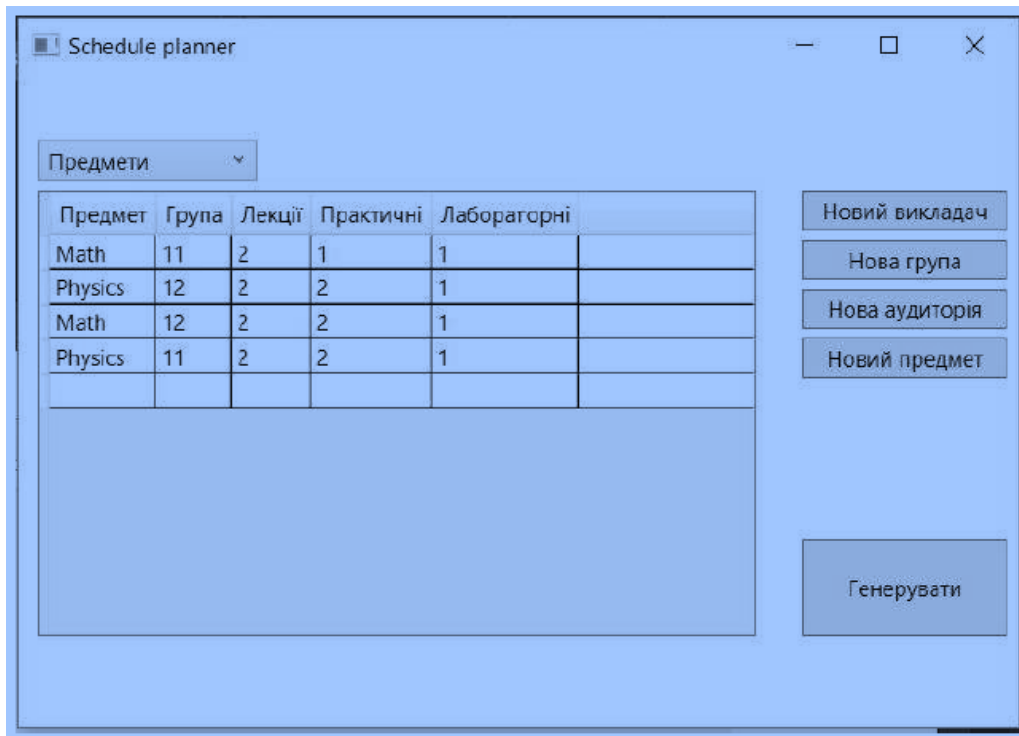 Schedule planner
Предмети
Предмет Група Лекції Практичні Лабораторні
Math 11 2 1 1
Physics 12 2 2 1
Math 12 2 2 1
Physics 11 2 2 1
Новий викладач
Нова група
Нова аудиторія
Новий предмет
Генерувати